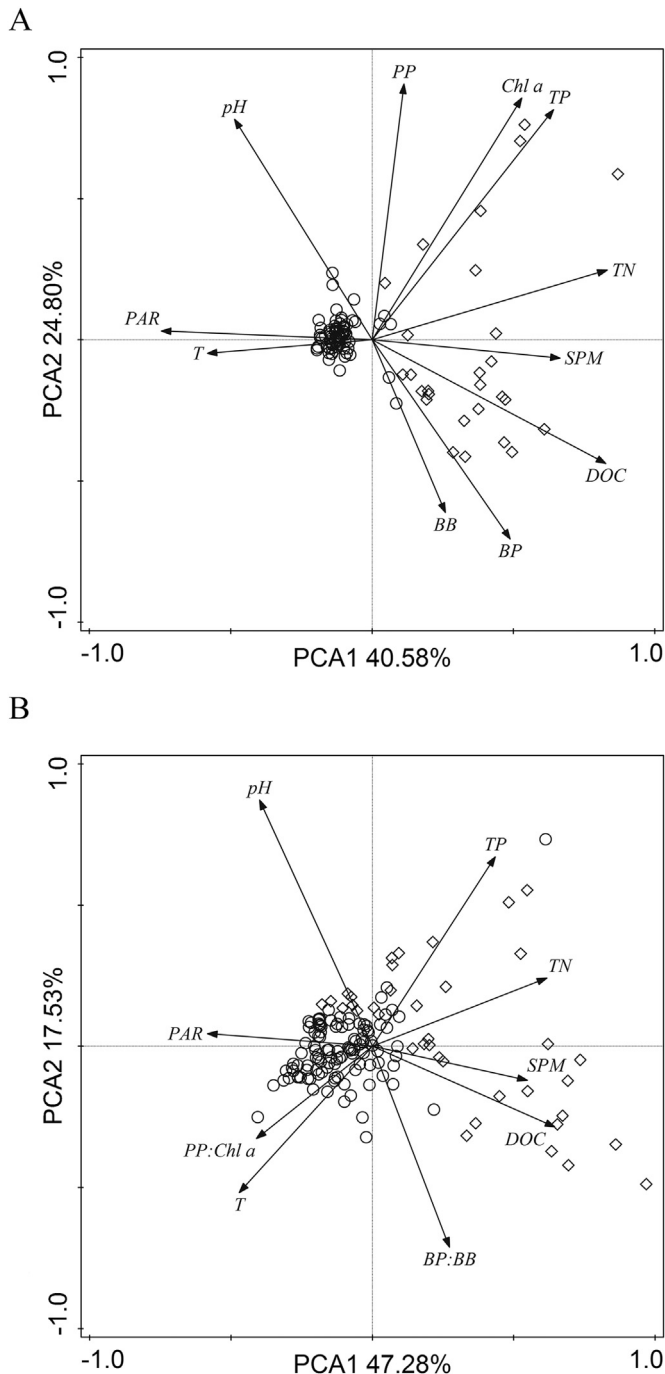 A
1.0
PP
Chl a
TP
pH
TN
PAR
T
SPM
DOC
BB
BP
PCA2 24.80%
-1.0
-1.0
1.0
PCA1 40.58%
B
1.0
pH
TP
TN
PAR
SPM
DOC
PP:Chl a
T
BP:BB
PCA2 17.53%
-1.0
-1.0
1.0
PCA1 47.28%